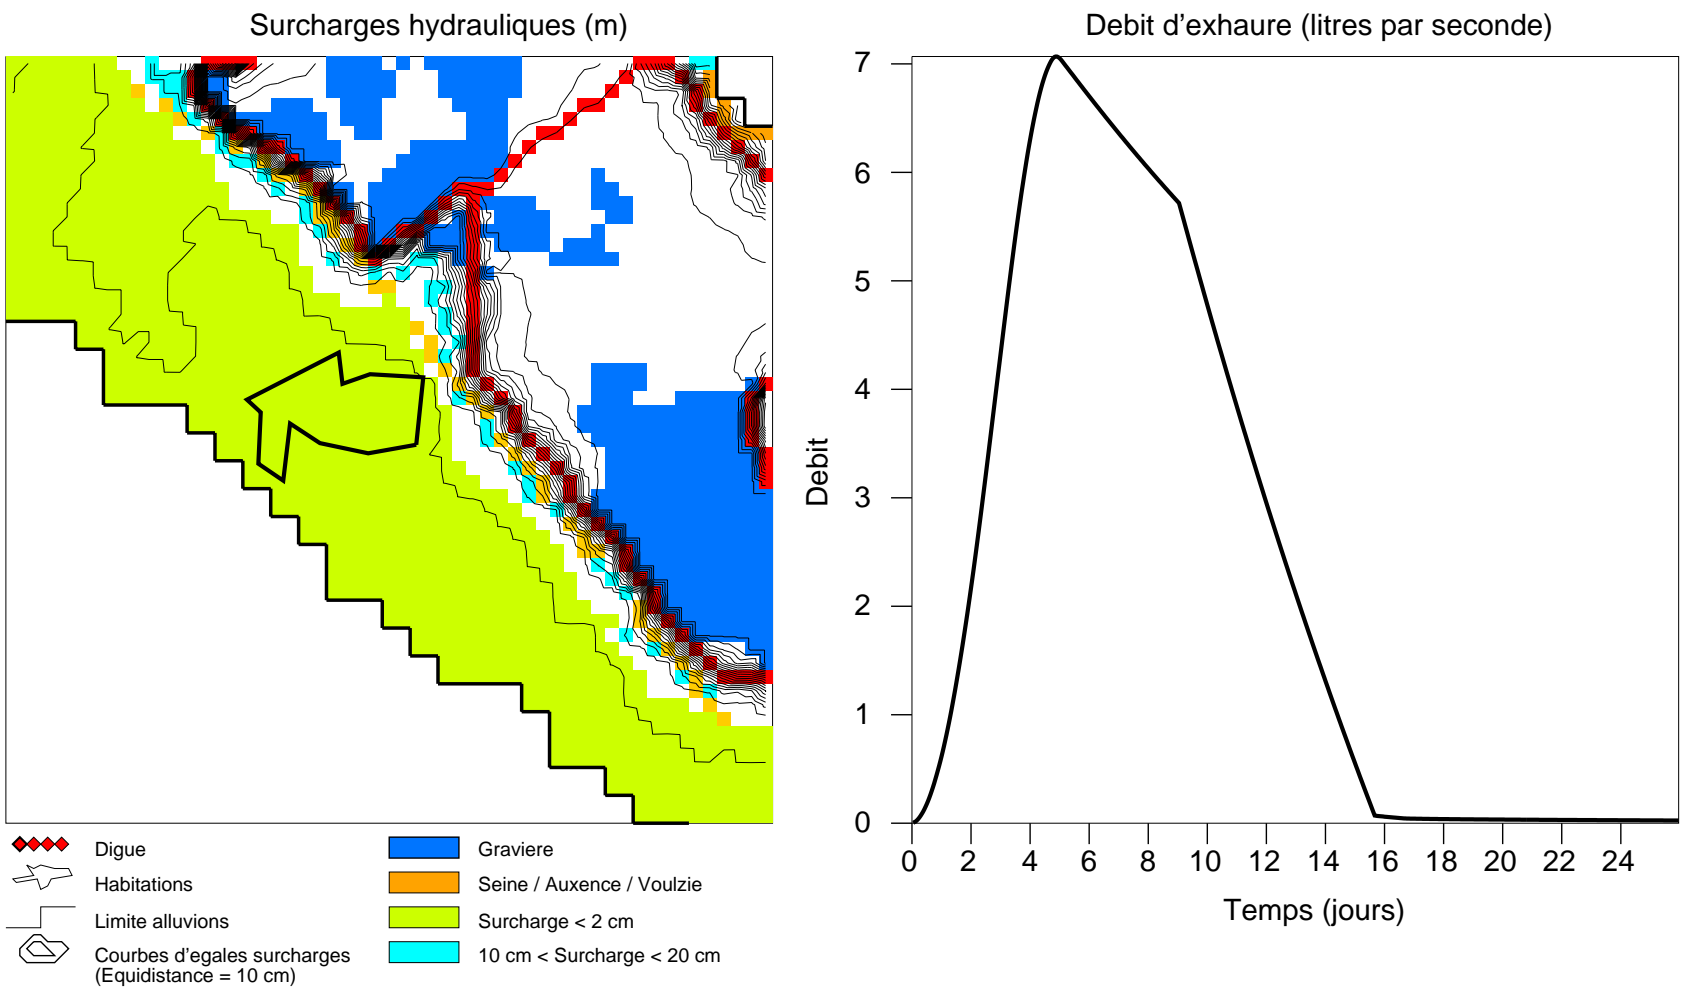 Surcharges hydrauliques (m)
Digue
Habitations
Limite alluvions
Courbes d'egales surcharges
(Equidistance = 10 cm)
Graviere
Seine / Auxence / Voulzie
Surcharge < 2 cm
10 cm < Surcharge < 20 cm
Debit d'exhaure (litres par seconde)
7
6
5
4
3
2
1
0
Debit
0 2 4 6 8 10 12 14 16 18 20 22 24
Temps (jours)